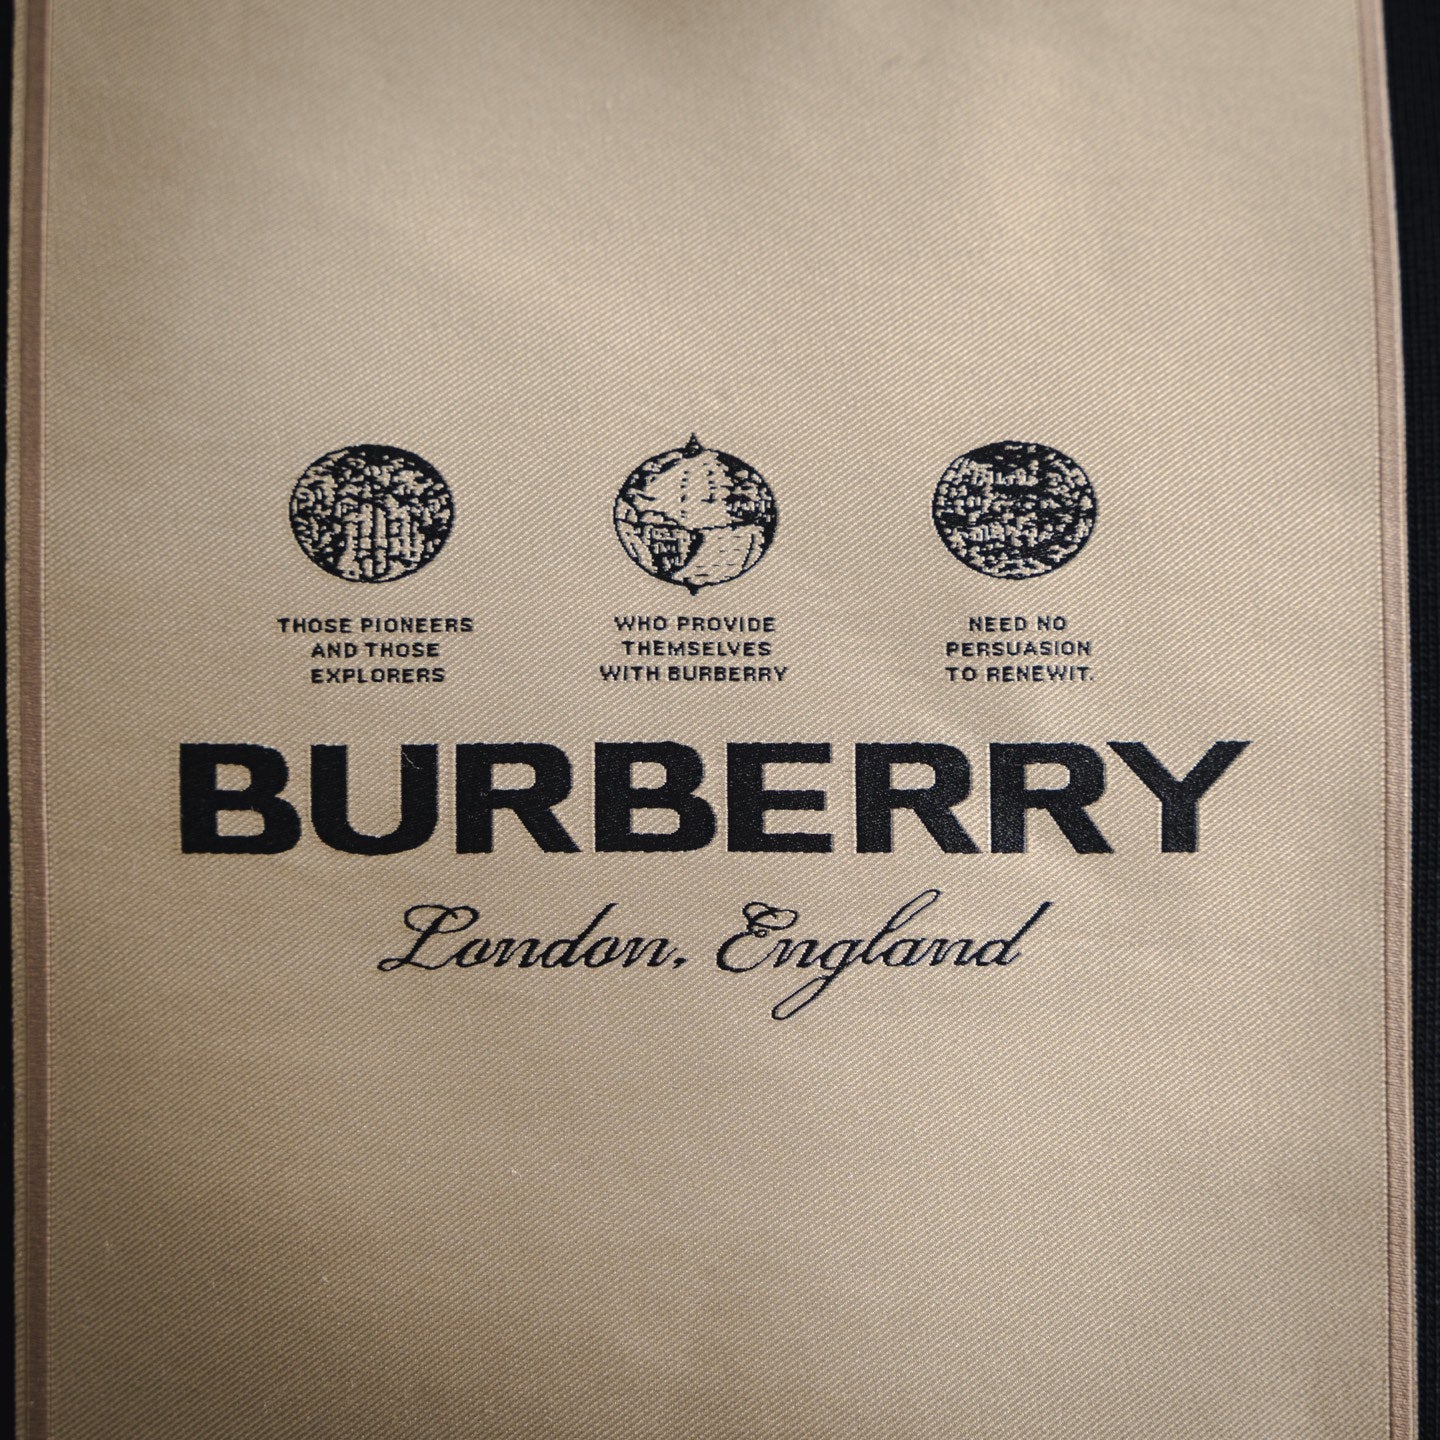 THOSE PIONEERS
AND THOSE
EXPLORERS
WHO PROVIDE
THEMSELVES
WITH BURBERRY
NEED NO
PERSUASION
TO RENEWIT.
BURBERRY
London, England